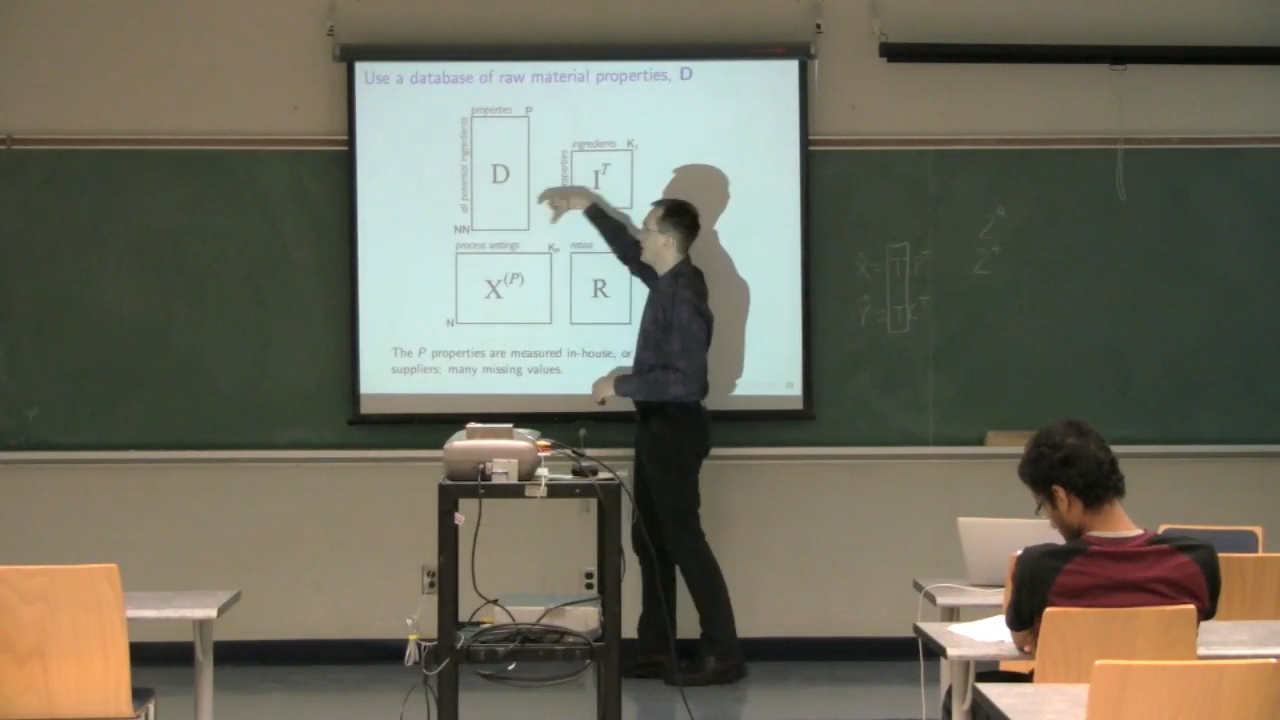 Use a database of raw material properties, D
properties P
of potential ingredients
D
NN
ingredients
I^T
process settings
X^(P)
N
ratios
R
The P properties are measured in-house, or
suppliers: many missing values.